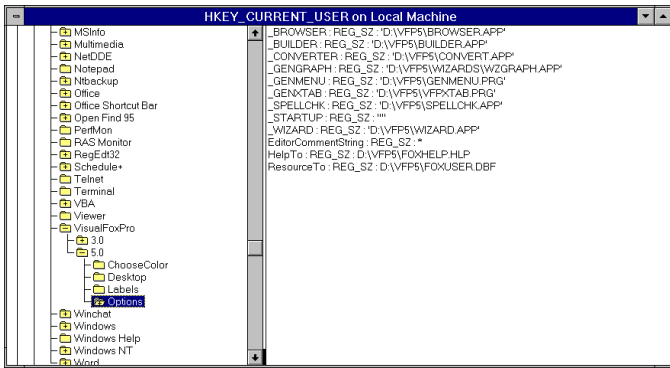 HKEY_CURRENT_USER on Local Machine
MSInfo
Multimedia
NetDDE
Notepad
Ntbackup
Office
Office Shortcut Bar
Open Find 95
PerfMon
RAS Monitor
RegEdt32
Schedule+
Telnet
Terminal
VBA
Viewer
VisualFoxPro
3.0
5.0
ChooseColor
Desktop
Labels
Options
Winchat
Windows
Windows Help
Windows NT
Word
_BROWSER : REG_SZ : 'D:\VFP5\BROWSER.APP'
_BUILDER : REG_SZ : 'D:\VFP5\BUILDER.APP'
_CONVERTER : REG_SZ : 'D:\VFP5\CONVERT.APP'
_GENGRAPH : REG_SZ : 'D:\VFP5\WIZARDS\WZGRAPH.APP'
_GENMENU : REG_SZ : 'D:\VFP5\GENMENU.PRG'
_GENXTAB : REG_SZ : 'D:\VFP5\VFPXTAB.PRG'
_SPELLCHK : REG_SZ : 'D:\VFP5\SPELLCHK.APP'
_STARTUP : REG_SZ : ""
_WIZARD : REG_SZ : 'D:\VFP5\WIZARD.APP'
EditorCommentString : REG_SZ : *
HelpTo : REG_SZ : D:\VFP5\FOXHELP.HLP
ResourceTo : REG_SZ : D:\VFP5\FOXUSER.DBF